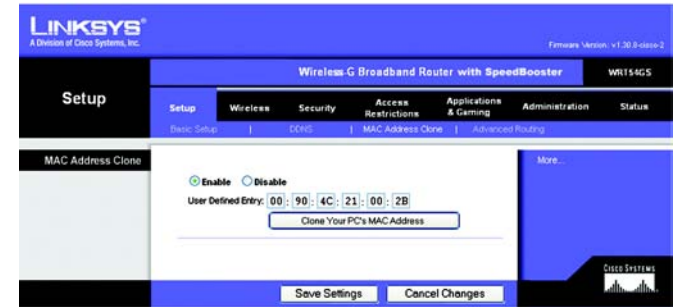 LINKSYS®
A Division of Cisco Systems, Inc.
Firmware Version: v1.30.0-cisco-2
Wireless-G Broadband Router with SpeedBooster WRT54GS
Setup
Setup Wireless Security Access Restrictions Applications & Gaming Administration Status
Basic Setup | DDNS | MAC Address Clone | Advanced Routing
MAC Address Clone
More...
Enable Disable
User Defined Entry: 00 : 90 : 4C : 21 : 00 : 2B
Clone Your PC's MAC Address
CISCO SYSTEMS
Save Settings Cancel Changes